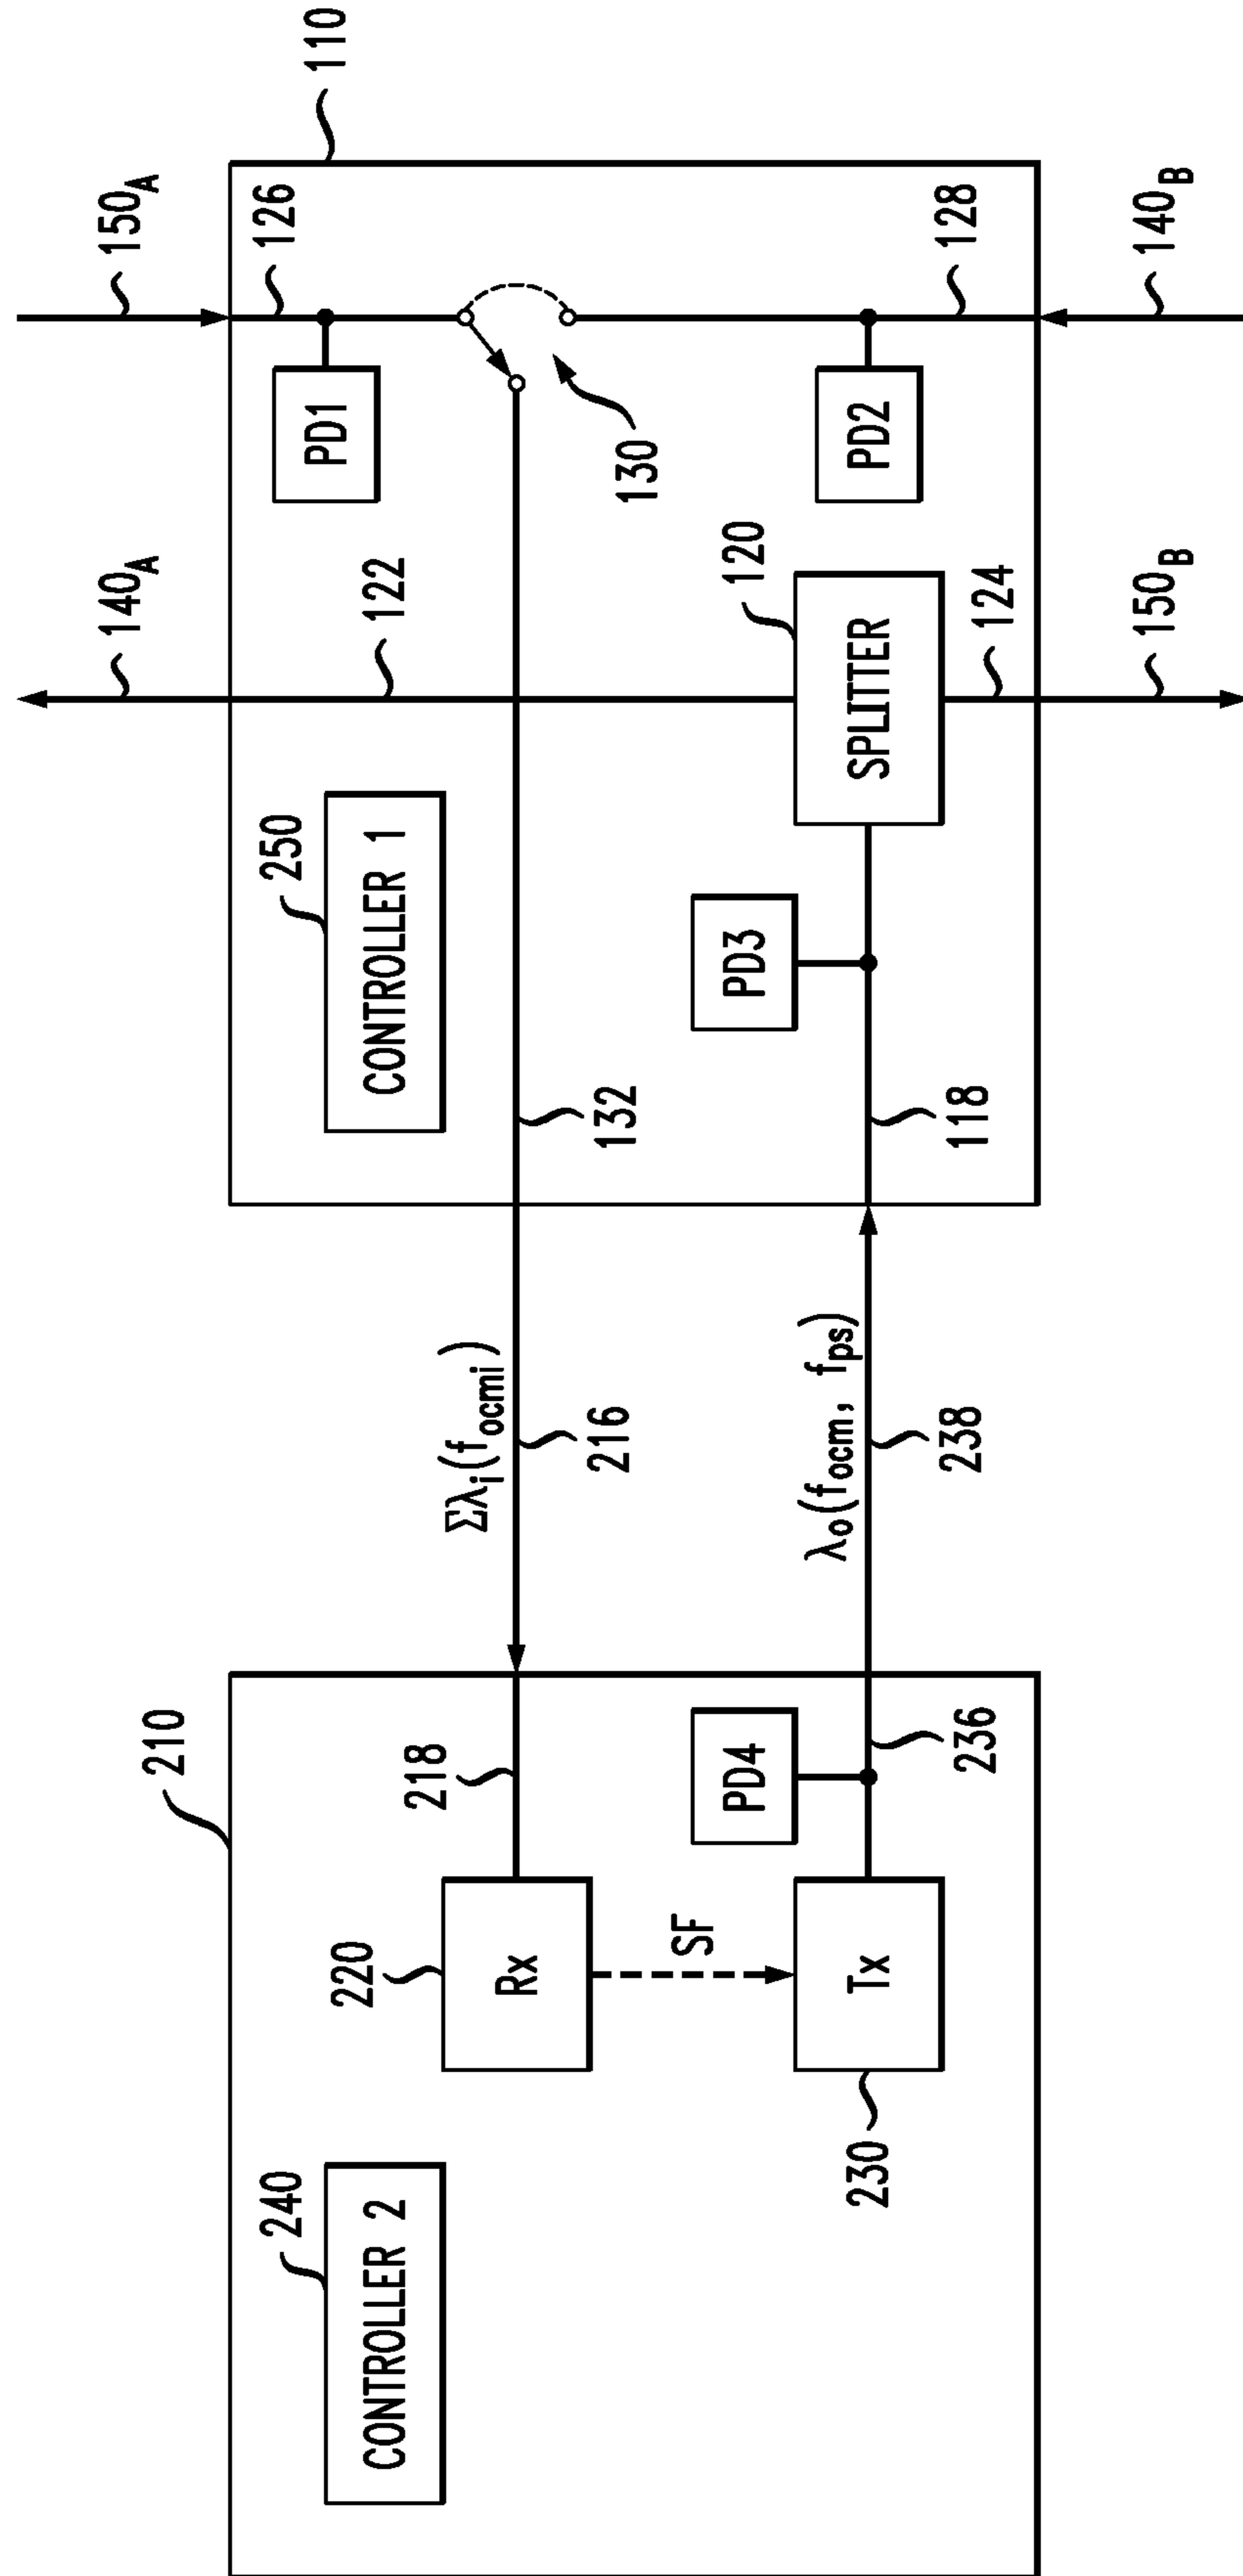 210
240
CONTROLLER 2
220
Rx
218
SF
230
Tx
PD4
236
Σλi(focmi)
216
λo(focm, fps)
238
110
250
CONTROLLER 1
132
118
PD3
140A
122
120
SPLITTER
124
150B
150A
126
PD1
130
PD2
128
140B